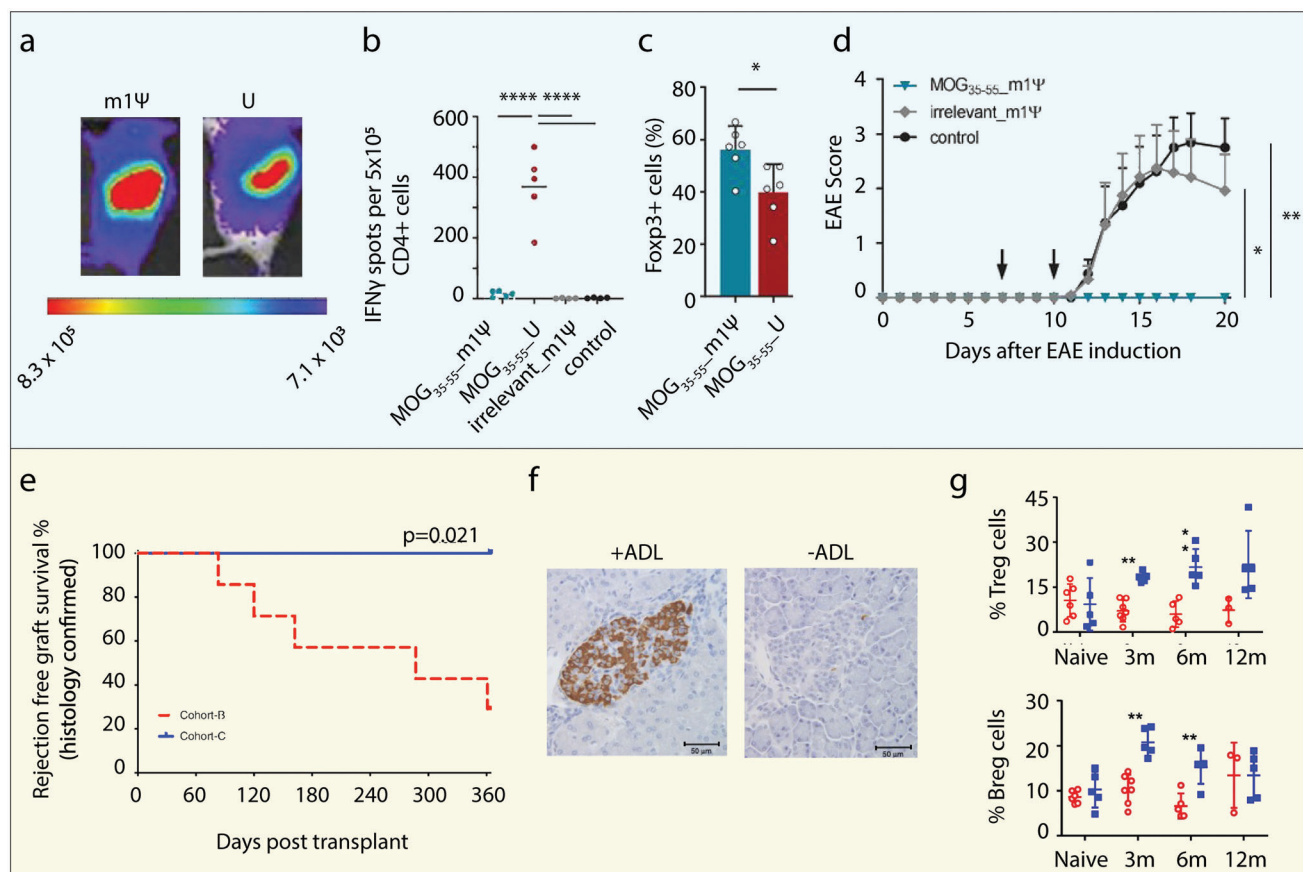 a
m1Ψ
U
8.3 x 10⁵
7.1 x 10³
b
IFNγ spots per 5x10⁵
CD4+ cells
**** ****
600
400
200
0
MOG₃₅₋₅₅_m1Ψ
MOG₃₅₋₅₅_U
irrelevant_m1Ψ
control
c
Foxp3+ cells (%)
*
80
60
40
20
0
MOG₃₅₋₅₅_m1Ψ
MOG₃₅₋₅₅_U
d
EAE Score
4
3
2
1
0
MOG₃₅₋₅₅_m1Ψ
irrelevant_m1Ψ
control
*
**
0 5 10 15 20
Days after EAE induction
e
Rejection free graft survival %
(histology confirmed)
p=0.021
100
80
60
40
20
0
Cohort-B
Cohort-C
0 60 120 180 240 300 360
Days post transplant
f
+ADL
-ADL
50 µm
50 µm
g
% Treg cells
45
30
15
0
**
**
Naive 3m 6m 12m
% Breg cells
30
20
10
0
**
**
Naive 3m 6m 12m